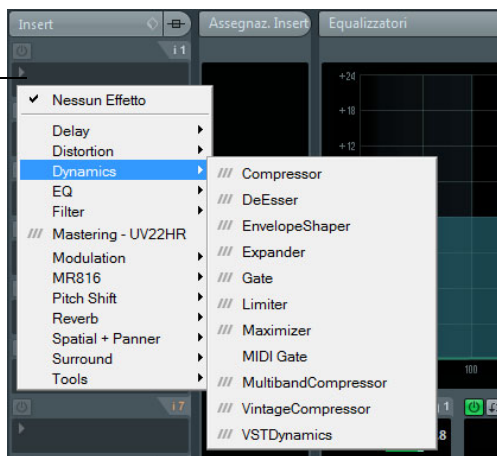 Insert
Assegnaz. Insert
Equalizzatori
i 1
+24
+18
+12
Nessun Effetto
Delay
Distortion
Dynamics
EQ
Filter
Mastering - UV22HR
Modulation
MR816
Pitch Shift
Reverb
Spatial + Panner
Surround
Tools
Compressor
DeEsser
EnvelopeShaper
Expander
Gate
Limiter
Maximizer
MIDI Gate
MultibandCompressor
VintageCompressor
VSTDynamics
100
i 7
1
.8